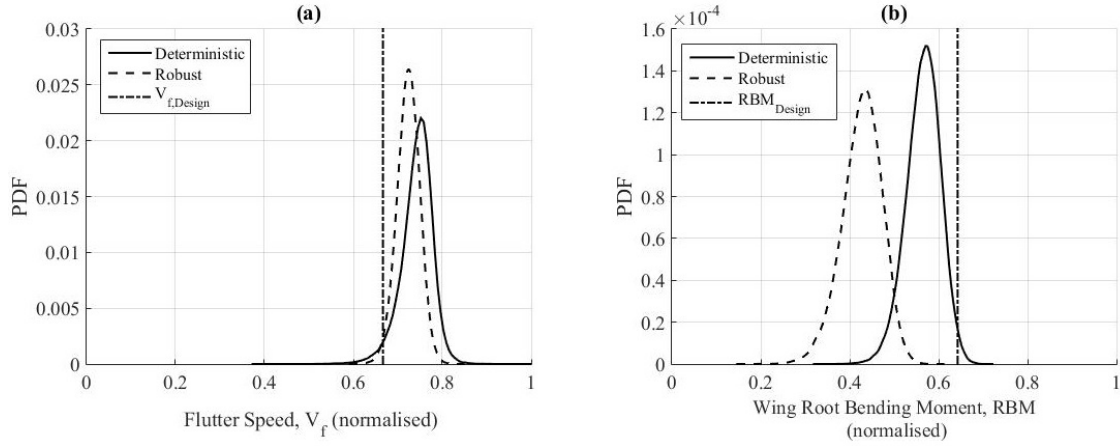 (a)
PDF
0.03
0.025
0.02
0.015
0.01
0.005
0
Deterministic
Robust
V_f,Design
0 0.2 0.4 0.6 0.8 1
Flutter Speed, V_f (normalised)
(b)
×10^-4
PDF
1.6
1.4
1.2
1
0.8
0.6
0.4
0.2
0
Deterministic
Robust
RBM_Design
0 0.2 0.4 0.6 0.8 1
Wing Root Bending Moment, RBM
(normalised)